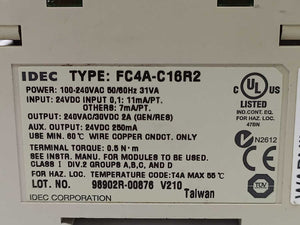 IDEC TYPE: FC4A-C16R2
POWER: 100-240VAC 50/60Hz 31VA
INPUT: 24VDC INPUT 0,1: 11mA/PT.
OTHERS: 7mA/PT.
OUTPUT: 240VAC/30VDC 2A (GEN/RES)
AUX. OUTPUT: 24VDC 250mA
USE MIN. 60°C WIRE COPPER CNDCT. ONLY
TERMINAL TORQUE: 0.5 N·m
SEE INSTR. MANU. FOR MODULES TO BE USED.
CLASS I DIV.2 GROUPS A,B,C, AND D
FOR HAZ. LOC. TEMPERATURE CODE: T4A MAX 55°C
LOT. NO. 98902R-00876 V210
Taiwan
IDEC CORPORATION
C UL US
LISTED
IND.CONT.EQ.
FOR HAZ. LOC.
47BN
N2612
TÜV